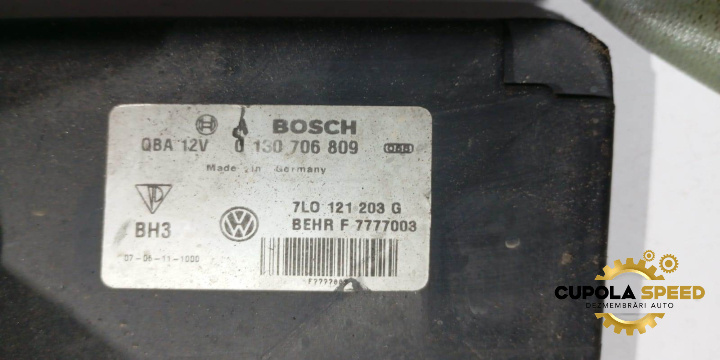 BOSCH
QBA 12V 0 130 706 809
Made in Germany
7L0 121 203 G
BH3
BEHR F 7777003
07-06-11-1000
CUPOLA SPEED
DEZMEMBRĂRI AUTO